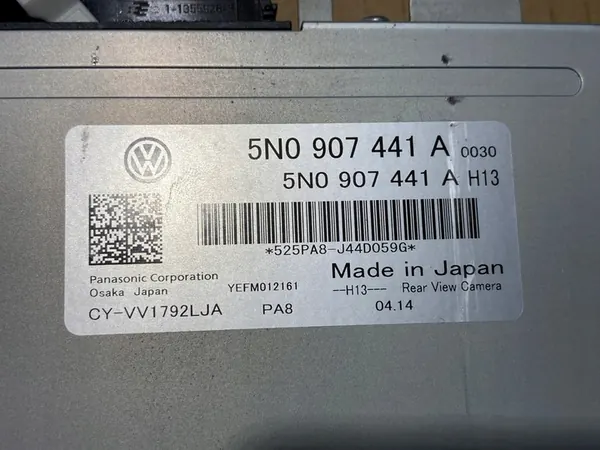 5N0 907 441 A 0030
5N0 907 441 A H13
*525PA8-J44D059G*
Panasonic Corporation
Osaka Japan
YEFM012161
Made in Japan
--H13--- Rear View Camera
CY-VV1792LJA
PA8
04.14